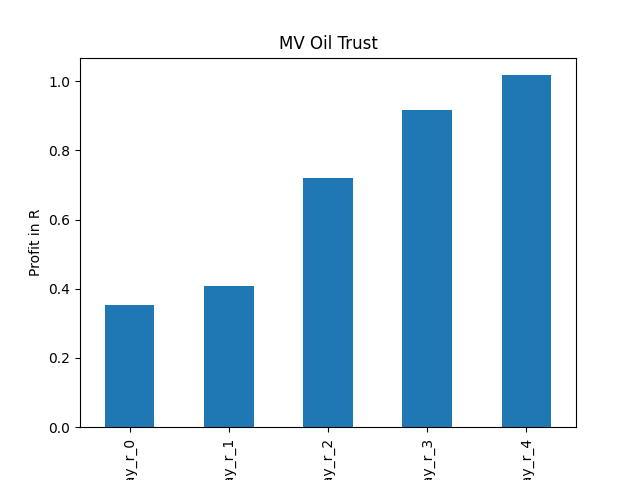 MV Oil Trust
Profit in R
1.0
0.8
0.6
0.4
0.2
0.0
ay_r_0
ay_r_1
ay_r_2
ay_r_3
ay_r_4